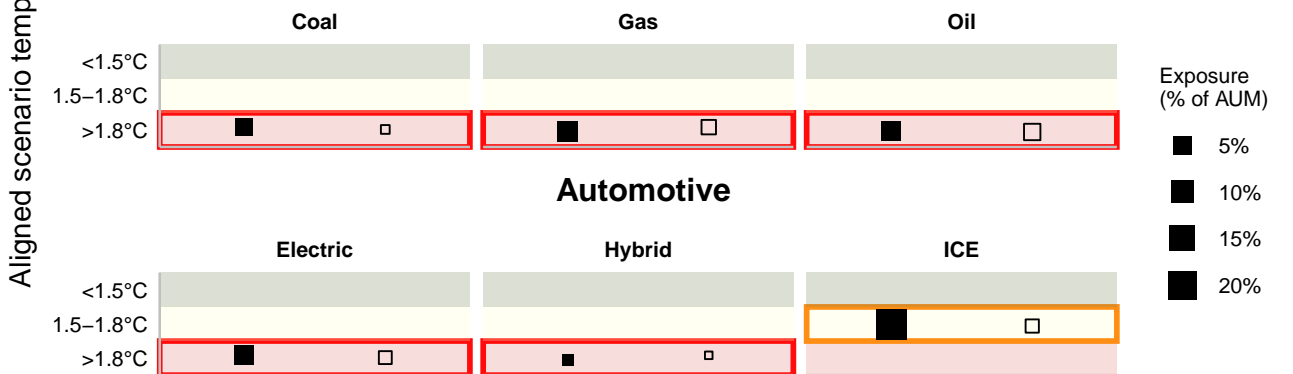 Coal Gas Oil
<1.5°C
1.5–1.8°C
>1.8°C
Automotive
Electric Hybrid ICE
<1.5°C
1.5–1.8°C
>1.8°C
Aligned scenario temp
Exposure
(% of AUM)
5%
10%
15%
20%